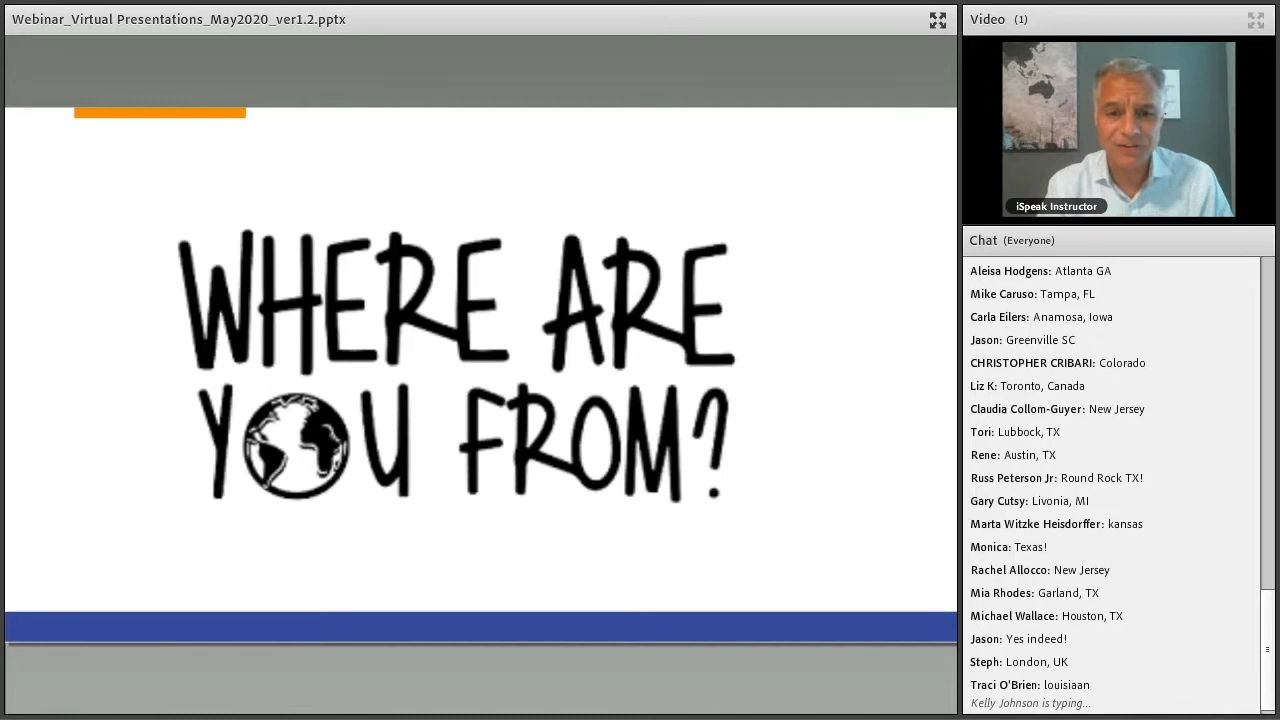 Webinar_Virtual Presentations_May2020_ver1.2.pptx
WHERE ARE
YOU FROM?
Video (1)
iSpeak Instructor
Chat (Everyone)
Aleisa Hodgens: Atlanta GA
Mike Caruso: Tampa, FL
Carla Eilers: Anamosa, Iowa
Jason: Greenville SC
CHRISTOPHER CRIBARI: Colorado
Liz K: Toronto, Canada
Claudia Collom-Guyer: New Jersey
Tori: Lubbock, TX
Rene: Austin, TX
Russ Peterson Jr: Round Rock TX!
Gary Cutsy: Livonia, MI
Marta Witzke Heisdorffer: kansas
Monica: Texas!
Rachel Allocco: New Jersey
Mia Rhodes: Garland, TX
Michael Wallace: Houston, TX
Jason: Yes indeed!
Steph: London, UK
Traci O'Brien: louisiaan
Kelly Johnson is typing...